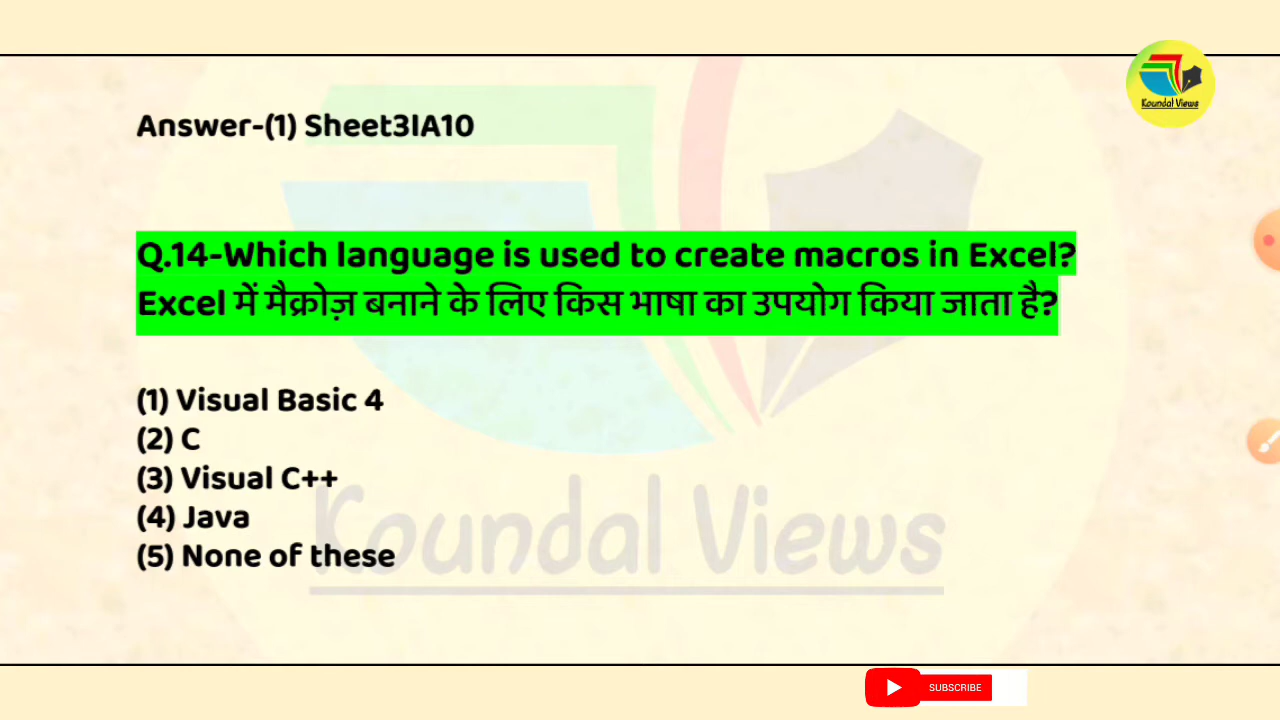 Koundal Views
Answer-(1) Sheet3IA10
Q.14-Which language is used to create macros in Excel?
Excel में मैक्रोज़ बनाने के लिए किस भाषा का उपयोग किया जाता है?
(1) Visual Basic 4
(2) C
(3) Visual C++
(4) Java
(5) None of these
Koundal Views
SUBSCRIBE